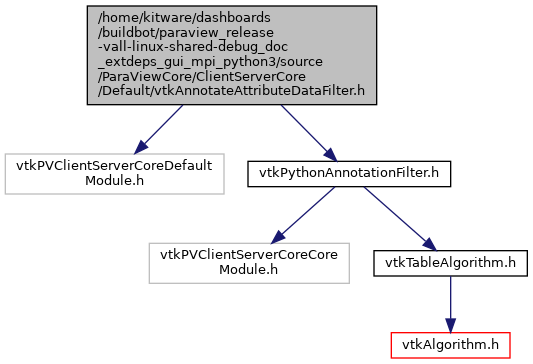 /home/kitware/dashboards
/buildbot/paraview_release
-vall-linux-shared-debug_doc
_extdeps_gui_mpi_python3/source
/ParaViewCore/ClientServerCore
/Default/vtkAnnotateAttributeDataFilter.h
vtkPVClientServerCoreDefault
Module.h
vtkPythonAnnotationFilter.h
vtkPVClientServerCoreCore
Module.h
vtkTableAlgorithm.h
vtkAlgorithm.h